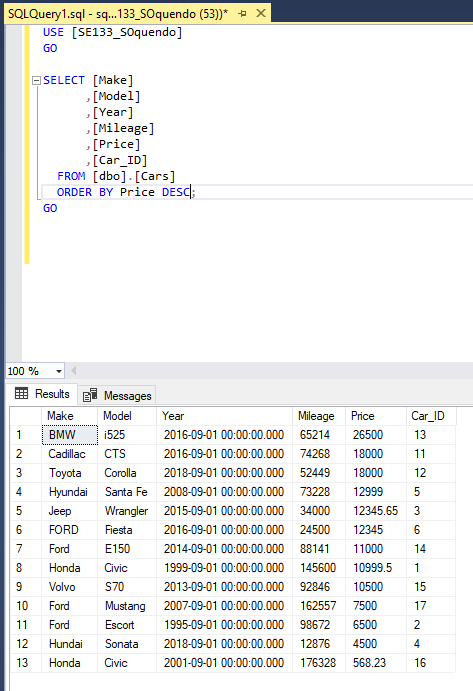 SQLQuery1.sql - sq...133_SOquendo (53))*
USE [SE133_SOquendo]
GO
SELECT [Make]
,[Model]
,[Year]
,[Mileage]
,[Price]
,[Car_ID]
FROM [dbo].[Cars]
ORDER BY Price DESC;
GO
100 %
Results Messages
Make Model Year Mileage Price Car_ID
1 BMW i525 2016-09-01 00:00:00.000 65214 26500 13
2 Cadillac CTS 2016-09-01 00:00:00.000 74268 18000 11
3 Toyota Corolla 2018-09-01 00:00:00.000 52449 18000 12
4 Hyundai Santa Fe 2008-09-01 00:00:00.000 73228 12999 5
5 Jeep Wrangler 2015-09-01 00:00:00.000 34000 12345.65 3
6 FORD Fiesta 2016-09-01 00:00:00.000 24500 12345 6
7 Ford E150 2014-09-01 00:00:00.000 88141 11000 14
8 Honda Civic 1999-09-01 00:00:00.000 145600 10999.5 1
9 Volvo S70 2013-09-01 00:00:00.000 92846 10500 15
10 Ford Mustang 2007-09-01 00:00:00.000 162557 7500 17
11 Ford Escort 1995-09-01 00:00:00.000 98672 6500 2
12 Hundai Sonata 2018-09-01 00:00:00.000 12876 4500 4
13 Honda Civic 2001-09-01 00:00:00.000 176328 568.23 16